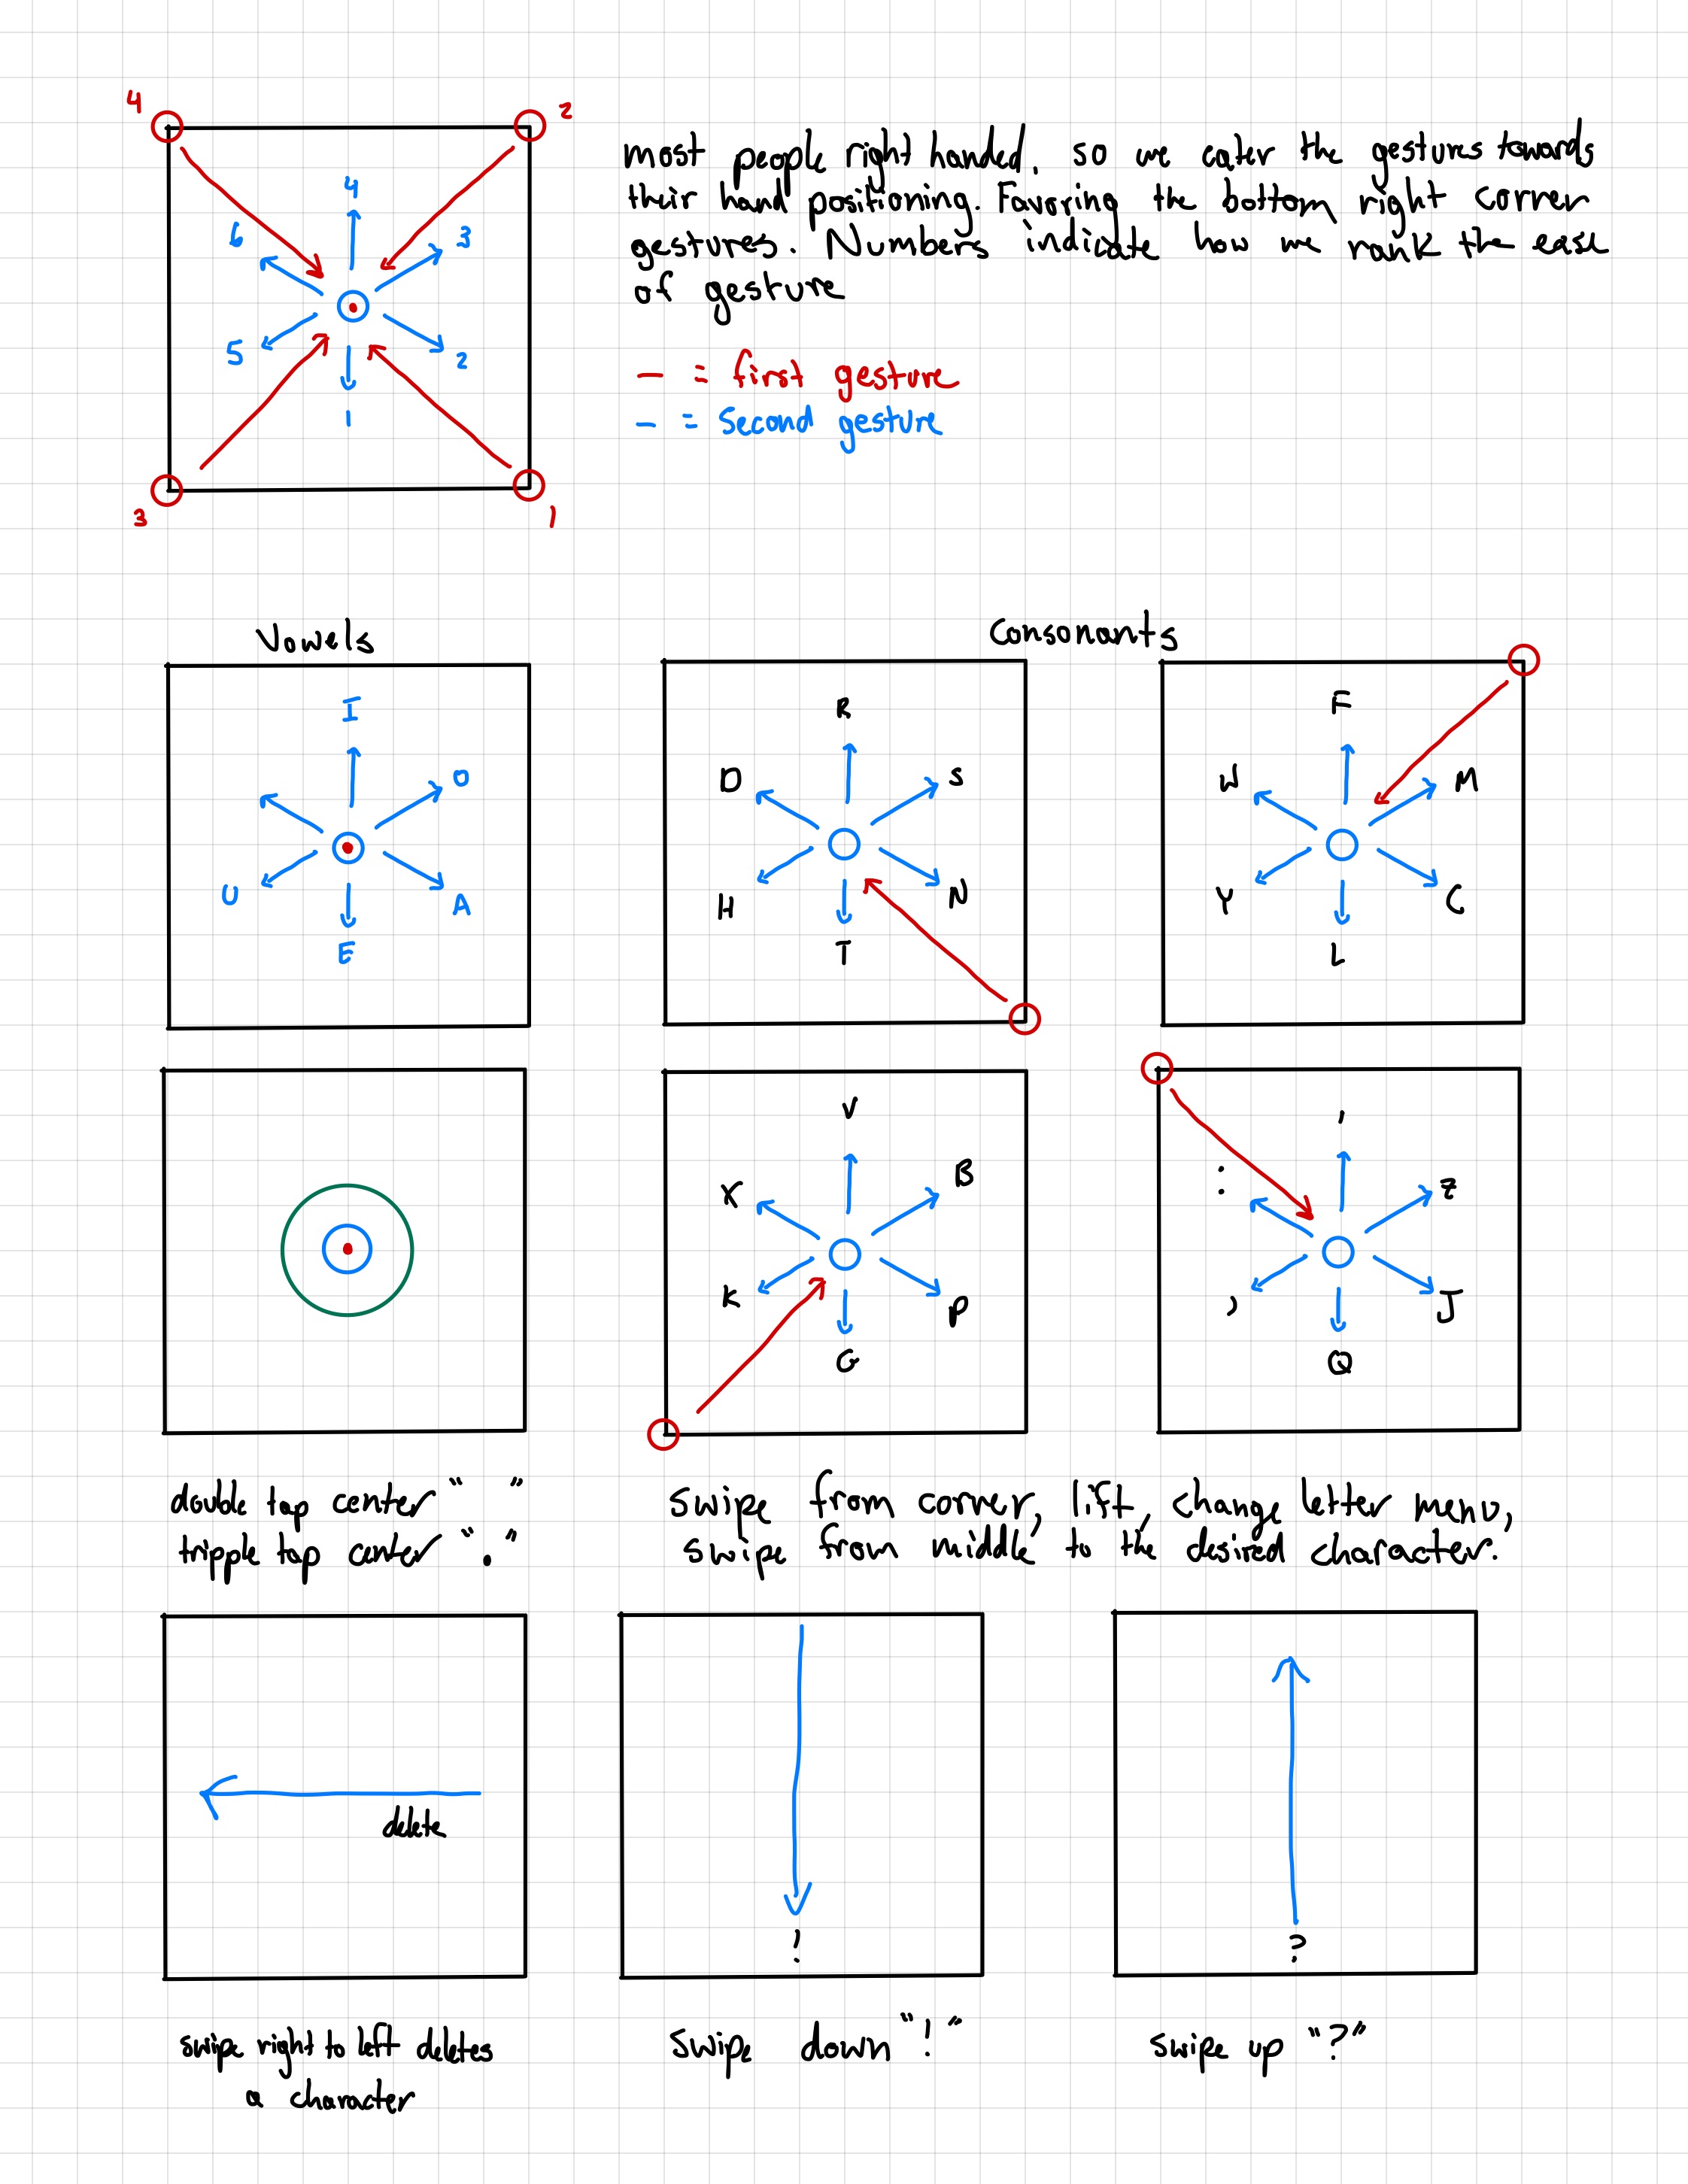 4
2
most people right handed, so we cater the gestures towards
their hand positioning. Favoring the bottom right corner
gestures. Numbers indicate how we rank the ease
of gesture
4
6
3
5
2
1
- = first gesture
- = second gesture
3
1
Vowels
Consonants
I
O
U
A
E
R
D
S
H
N
T
F
W
M
Y
C
L
V
X
B
K
P
G
'
:
Z
,
J
Q
double tap center " "
tripple tap center "."
swipe from corner, lift, change letter menu,
swipe from middle to the desired character.
delete
!
?
swipe right to left deletes
a character
Swipe down "!"
swipe up "?"